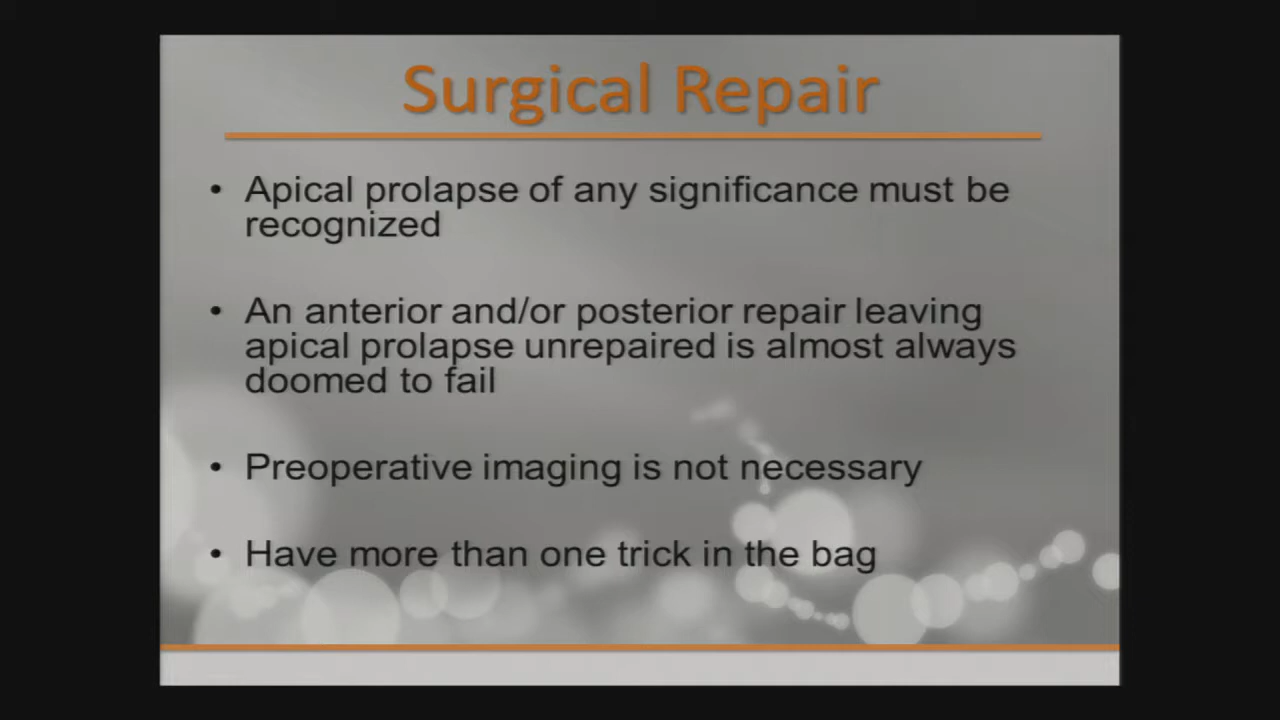 Surgical Repair
• Apical prolapse of any significance must be
recognized
• An anterior and/or posterior repair leaving
apical prolapse unrepaired is almost always
doomed to fail
• Preoperative imaging is not necessary
• Have more than one trick in the bag